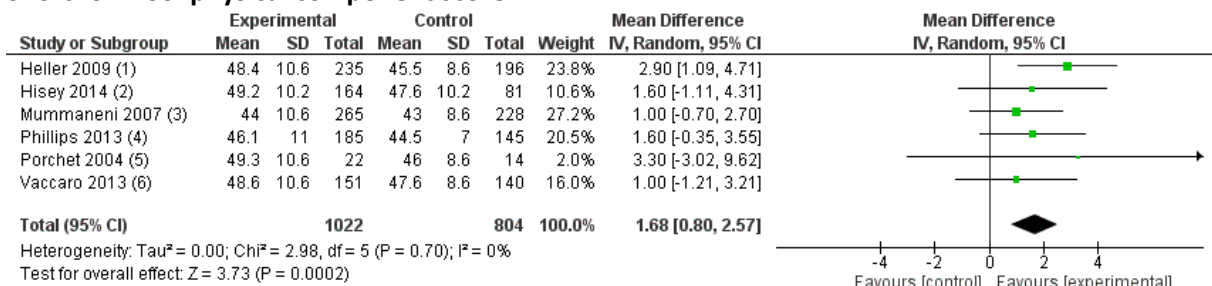 Experimental Control Mean Difference Mean Difference
Study or Subgroup Mean SD Total Mean SD Total Weight IV, Random, 95% CI IV, Random, 95% CI
Heller 2009 (1) 48.4 10.6 235 45.5 8.6 196 23.8% 2.90 [1.09, 4.71]
Hisey 2014 (2) 49.2 10.2 164 47.6 10.2 81 10.6% 1.60 [-1.11, 4.31]
Mummaneni 2007 (3) 44 10.6 265 43 8.6 228 27.2% 1.00 [-0.70, 2.70]
Phillips 2013 (4) 46.1 11 185 44.5 7 145 20.5% 1.60 [-0.35, 3.55]
Porchet 2004 (5) 49.3 10.6 22 46 8.6 14 2.0% 3.30 [-3.02, 9.62]
Vaccaro 2013 (6) 48.6 10.6 151 47.6 8.6 140 16.0% 1.00 [-1.21, 3.21]
Total (95% CI) 1022 804 100.0% 1.68 [0.80, 2.57]
Heterogeneity: Tau² = 0.00; Chi² = 2.98, df = 5 (P = 0.70); I² = 0%
Test for overall effect: Z = 3.73 (P = 0.0002)
-4 -2 0 2 4
Favours [control] Favours [experimental]